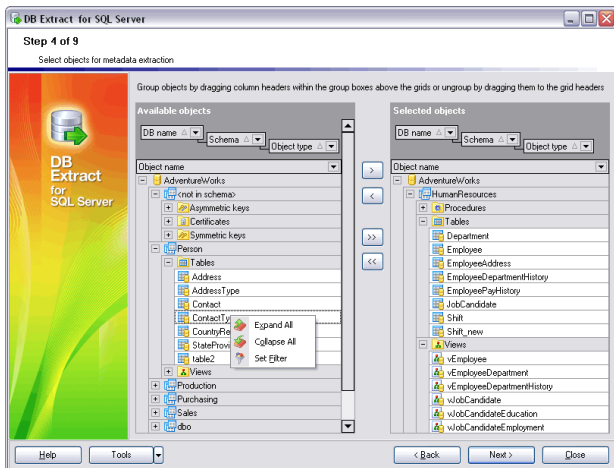 DB Extract for SQL Server
Step 4 of 9
Select objects for metadata extraction
Group objects by dragging column headers within the group boxes above the grids or ungroup by dragging them to the grid headers
DB
Extract
for
SQL Server
Available objects
DB name
Schema
Object type
Object name
AdventureWorks
<not in schema>
Asymmetric keys
Certificates
Symmetric keys
Person
Tables
Address
AddressType
Contact
ContactTy
CountryRe
StateProvi
table2
Views
Production
Purchasing
Sales
dbo
Expand All
Collapse All
Set Filter
>
<
>>
<<
Selected objects
DB name
Schema
Object type
Object name
AdventureWorks
HumanResources
Procedures
Tables
Department
Employee
EmployeeAddress
EmployeeDepartmentHistory
EmployeePayHistory
JobCandidate
Shift
Shift_new
Views
vEmployee
vEmployeeDepartment
vEmployeeDepartmentHistory
vJobCandidate
vJobCandidateEducation
vJobCandidateEmployment
Help
Tools
< Back
Next >
Close